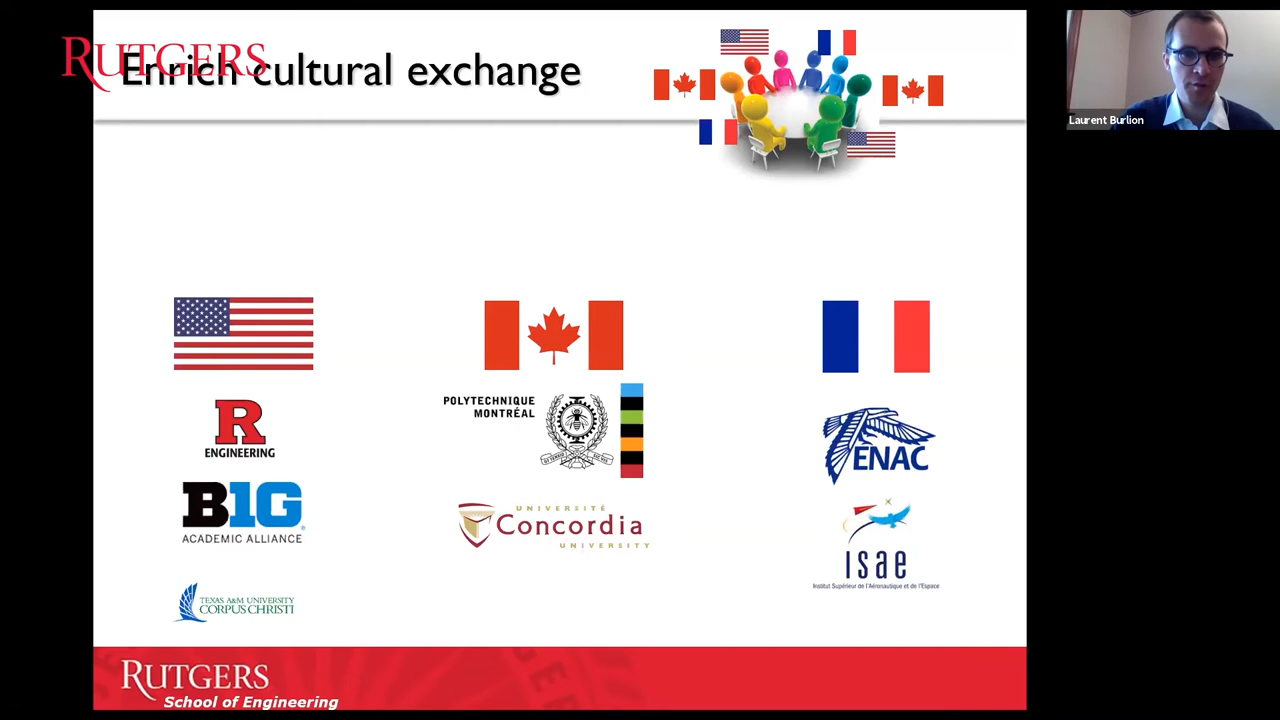 RUTGERS
Enrich cultural exchange
Laurent Burlion
R
ENGINEERING
B1G
ACADEMIC ALLIANCE
TEXAS A&M UNIVERSITY
CORPUS CHRISTI
POLYTECHNIQUE
MONTRÉAL
UNIVERSITÉ
Concordia
UNIVERSITY
ENAC
isae
Institut Supérieur de l'Aéronautique et de l'Espace
RUTGERS
School of Engineering